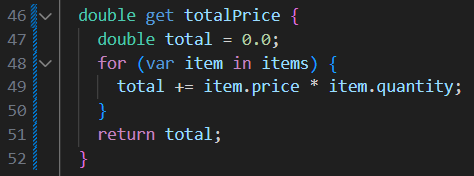 46 double get totalPrice {
47 double total = 0.0;
48 for (var item in items) {
49 total += item.price * item.quantity;
50 }
51 return total;
52 }